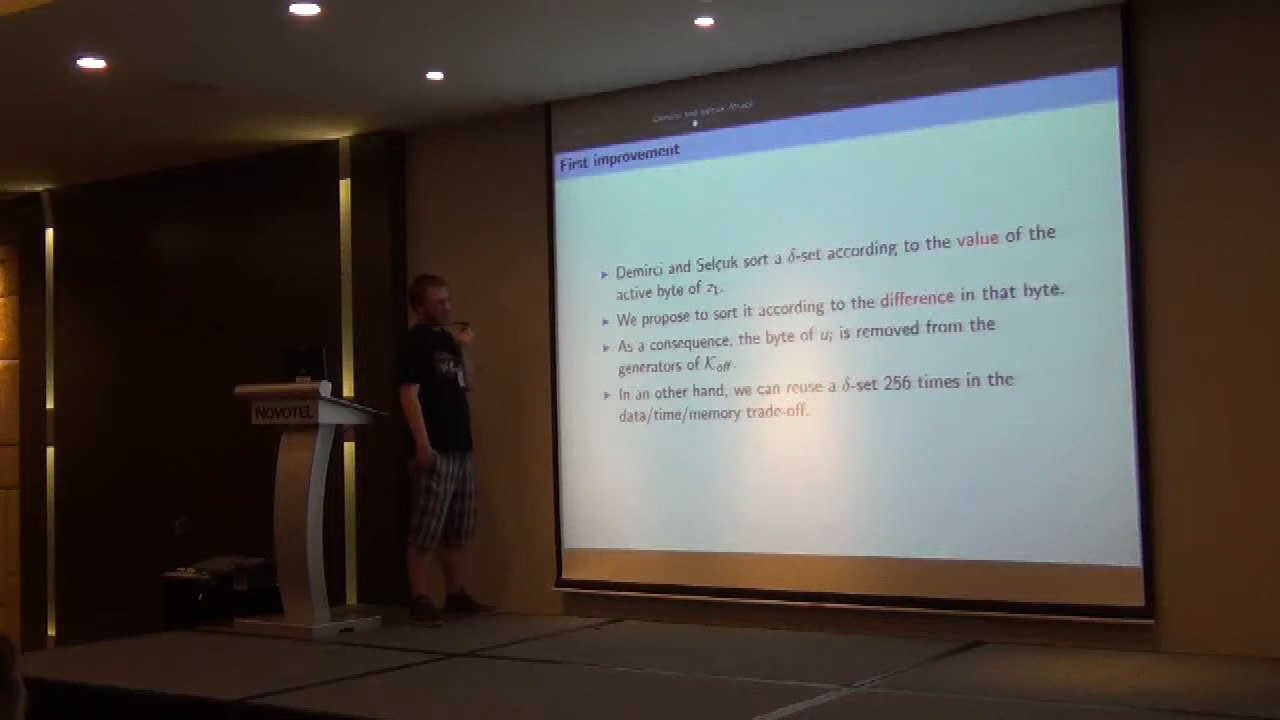 Demirci and Selçuk Attack
First improvement
Demirci and Selçuk sort a δ-set according to the value of the
active byte of z₁.
We propose to sort it according to the difference in that byte.
As a consequence, the byte of uᵢ is removed from the
generators of K_off.
In an other hand, we can reuse a δ-set 256 times in the
data/time/memory trade-off.
NOVOTEL